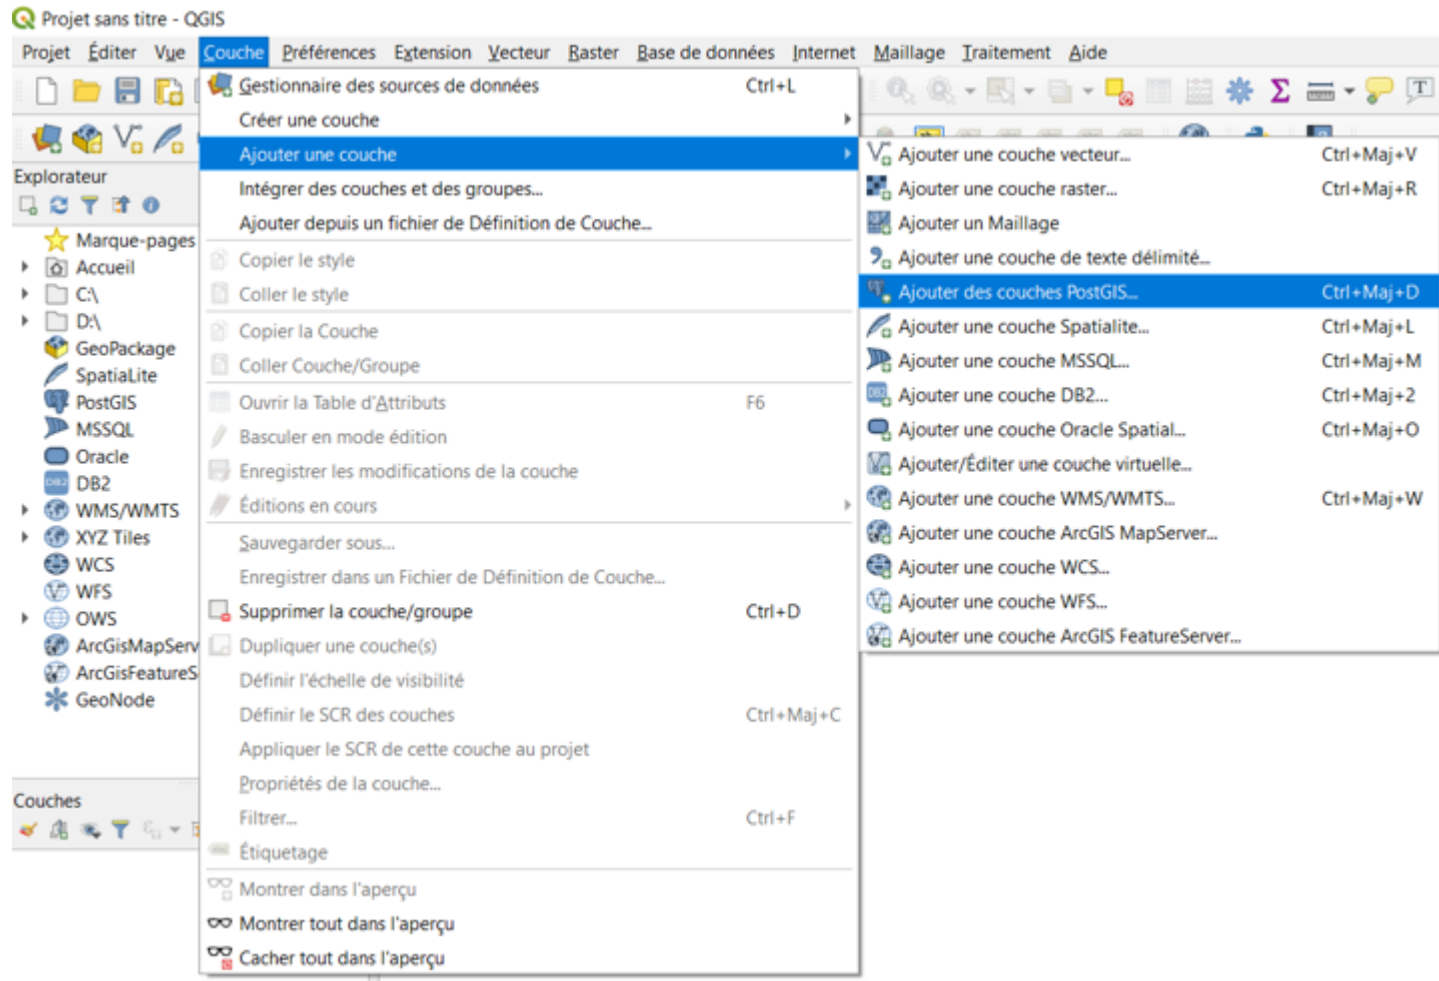 Projet sans titre - QGIS
Projet Éditer Vue Couche Préférences Extension Vecteur Raster Base de données Internet Maillage Traitement Aide
Gestionnaire des sources de données Ctrl+L
Créer une couche
Ajouter une couche
Intégrer des couches et des groupes...
Ajouter depuis un fichier de Définition de Couche...
Copier le style
Coller le style
Copier la Couche
Coller Couche/Groupe
Ouvrir la Table d'Attributs F6
Basculer en mode édition
Enregistrer les modifications de la couche
Éditions en cours
Sauvegarder sous...
Enregistrer dans un Fichier de Définition de Couche...
Supprimer la couche/groupe Ctrl+D
Dupliquer une couche(s)
Définir l'échelle de visibilité
Définir le SCR des couches Ctrl+Maj+C
Appliquer le SCR de cette couche au projet
Propriétés de la couche...
Filtrer... Ctrl+F
Étiquetage
Montrer dans l'aperçu
Montrer tout dans l'aperçu
Cacher tout dans l'aperçu
Ajouter une couche vecteur... Ctrl+Maj+V
Ajouter une couche raster... Ctrl+Maj+R
Ajouter un Maillage
Ajouter une couche de texte délimité...
Ajouter des couches PostGIS... Ctrl+Maj+D
Ajouter une couche Spatialite... Ctrl+Maj+L
Ajouter une couche MSSQL... Ctrl+Maj+M
Ajouter une couche DB2... Ctrl+Maj+2
Ajouter une couche Oracle Spatial... Ctrl+Maj+O
Ajouter/Éditer une couche virtuelle...
Ajouter une couche WMS/WMTS... Ctrl+Maj+W
Ajouter une couche ArcGIS MapServer...
Ajouter une couche WCS...
Ajouter une couche WFS...
Ajouter une couche ArcGIS FeatureServer...
Explorateur
Marque-pages
Accueil
C:\
D:\
GeoPackage
SpatiaLite
PostGIS
MSSQL
Oracle
DB2
WMS/WMTS
XYZ Tiles
WCS
WFS
OWS
ArcGisMapServ
ArcGisFeatureS
GeoNode
Couches